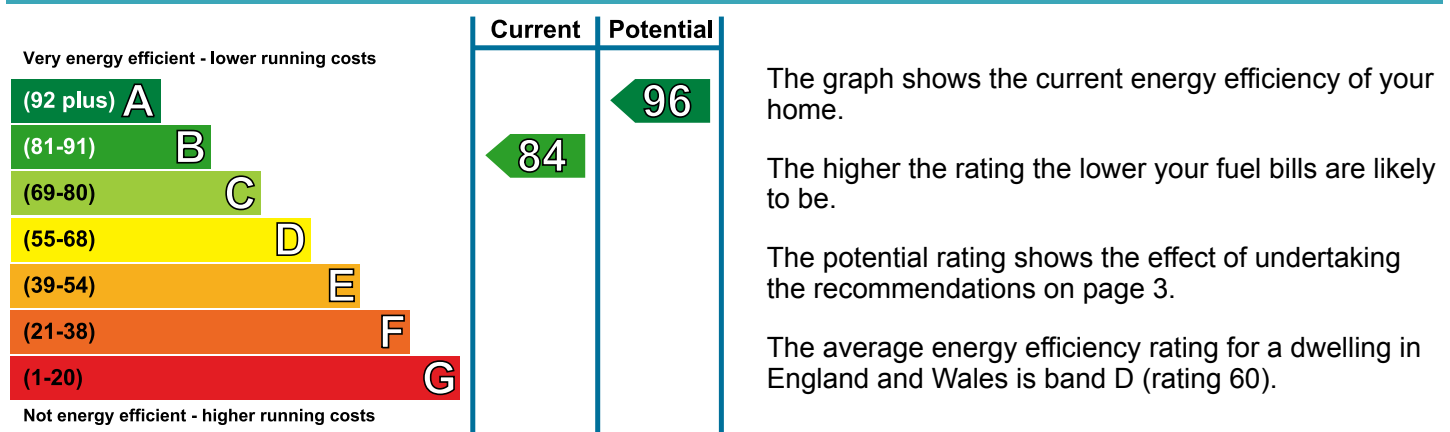 Current Potential
Very energy efficient - lower running costs
(92 plus) A
96
(81-91) B
84
(69-80) C
(55-68) D
(39-54) E
(21-38) F
(1-20) G
Not energy efficient - higher running costs
The graph shows the current energy efficiency of your
home.
The higher the rating the lower your fuel bills are likely
to be.
The potential rating shows the effect of undertaking
the recommendations on page 3.
The average energy efficiency rating for a dwelling in
England and Wales is band D (rating 60).